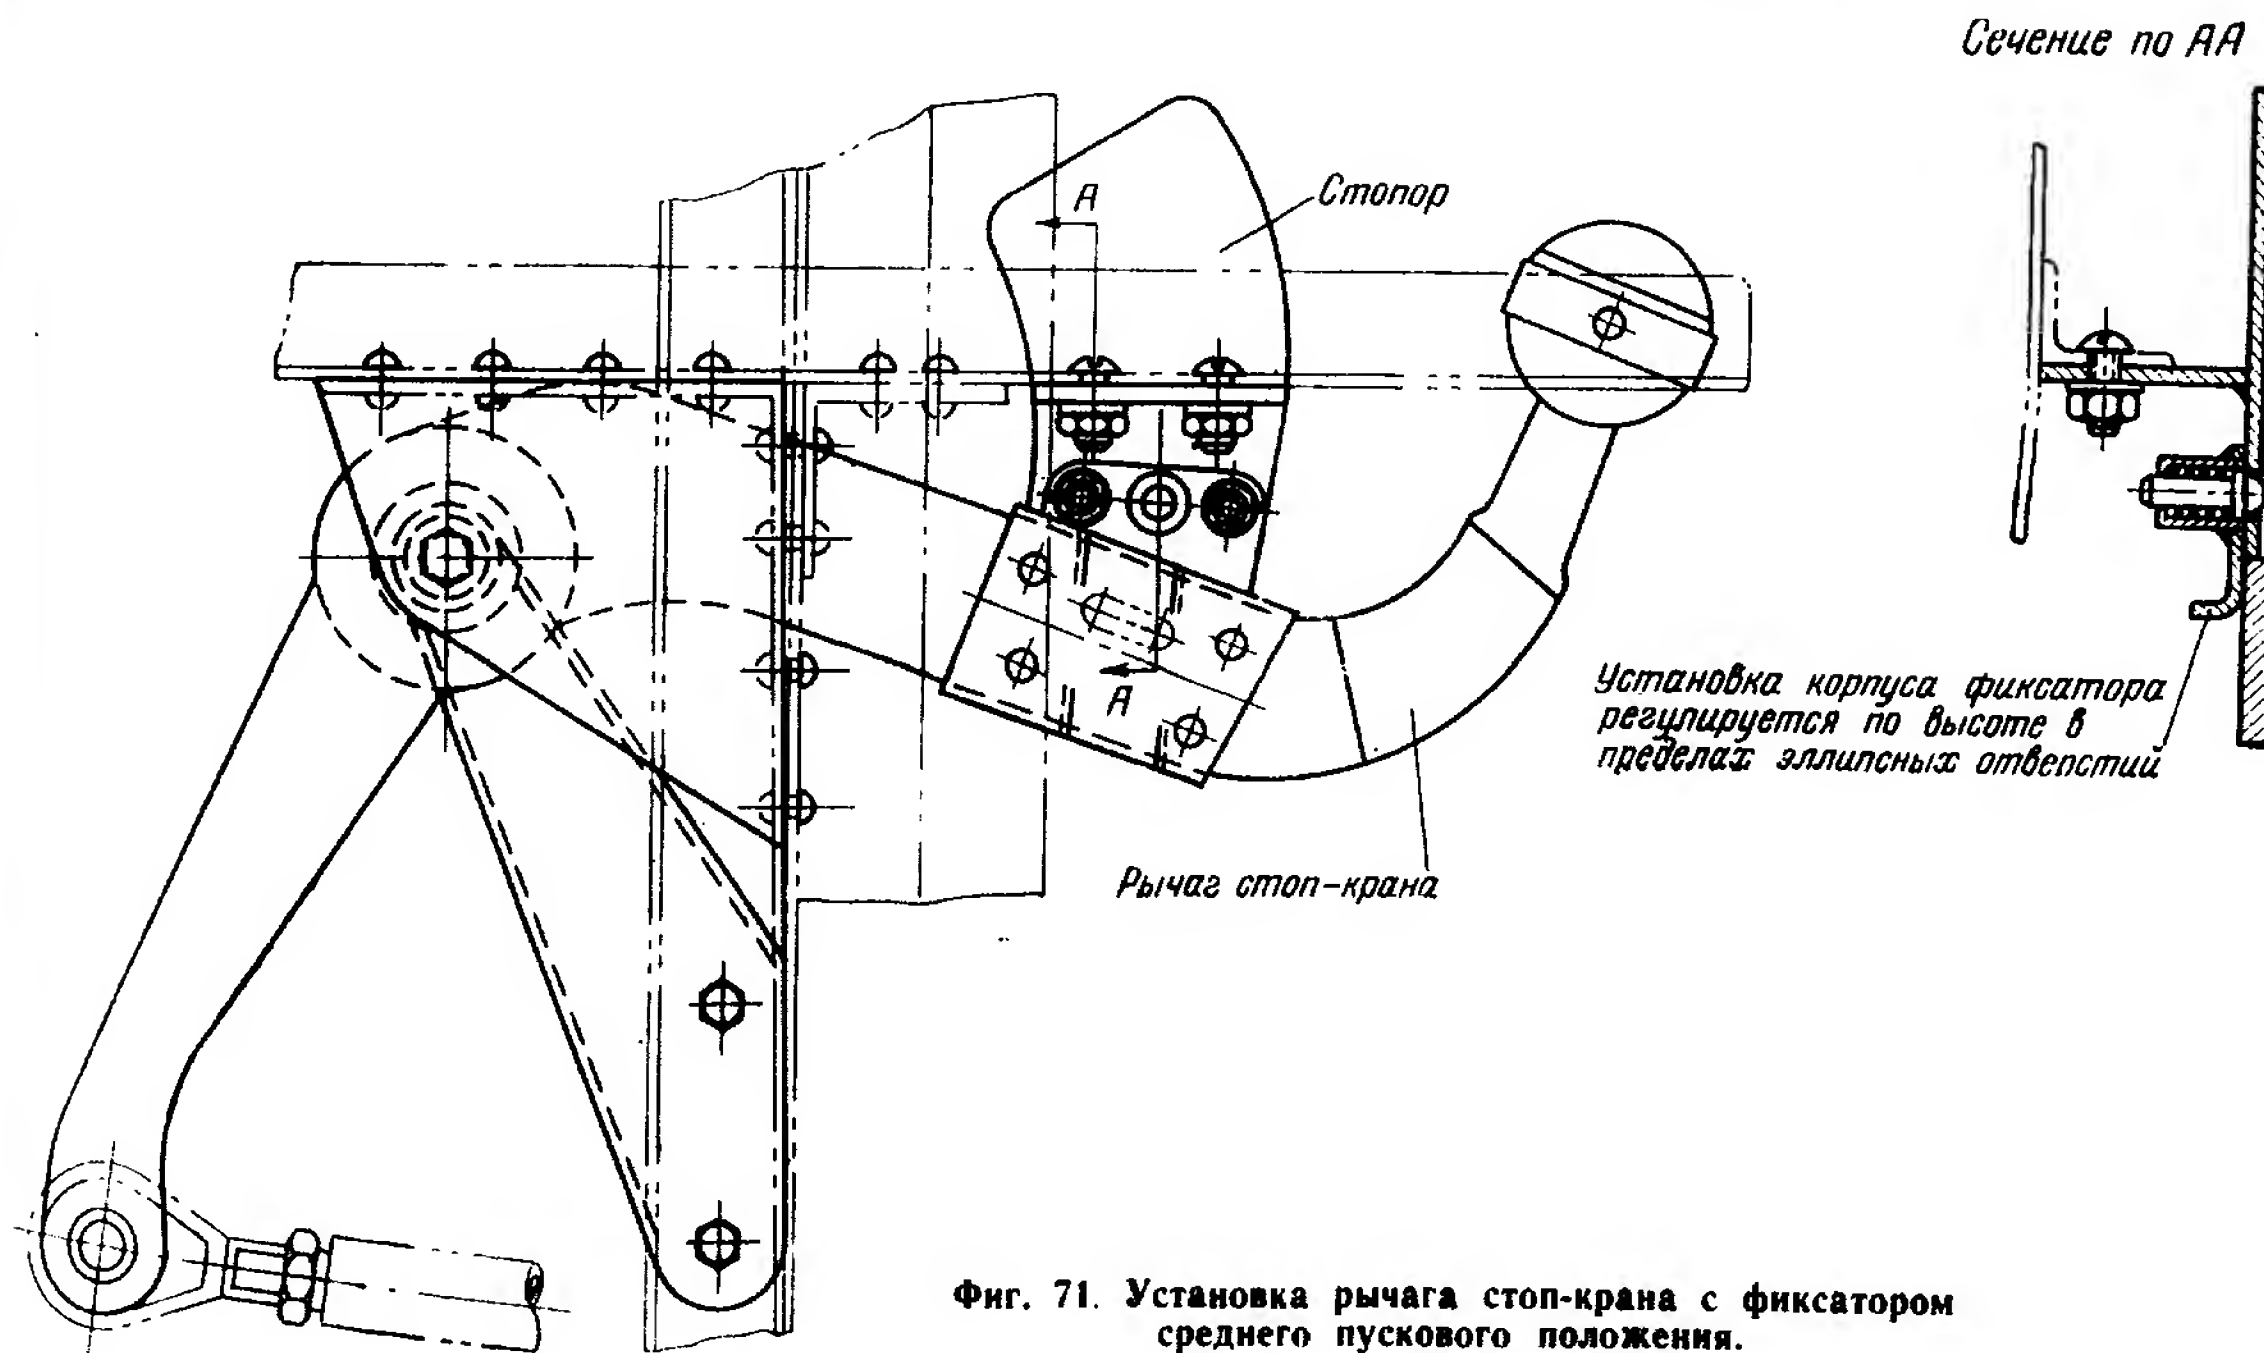 Сечение по АА
А
Стопор
Установка корпуса фиксатора
регулируется по высоте в
пределах эллипсных отверстий
А
Рычаг стоп-крана
Фиг. 71. Установка рычага стоп-крана с фиксатором
среднего пускового положения.